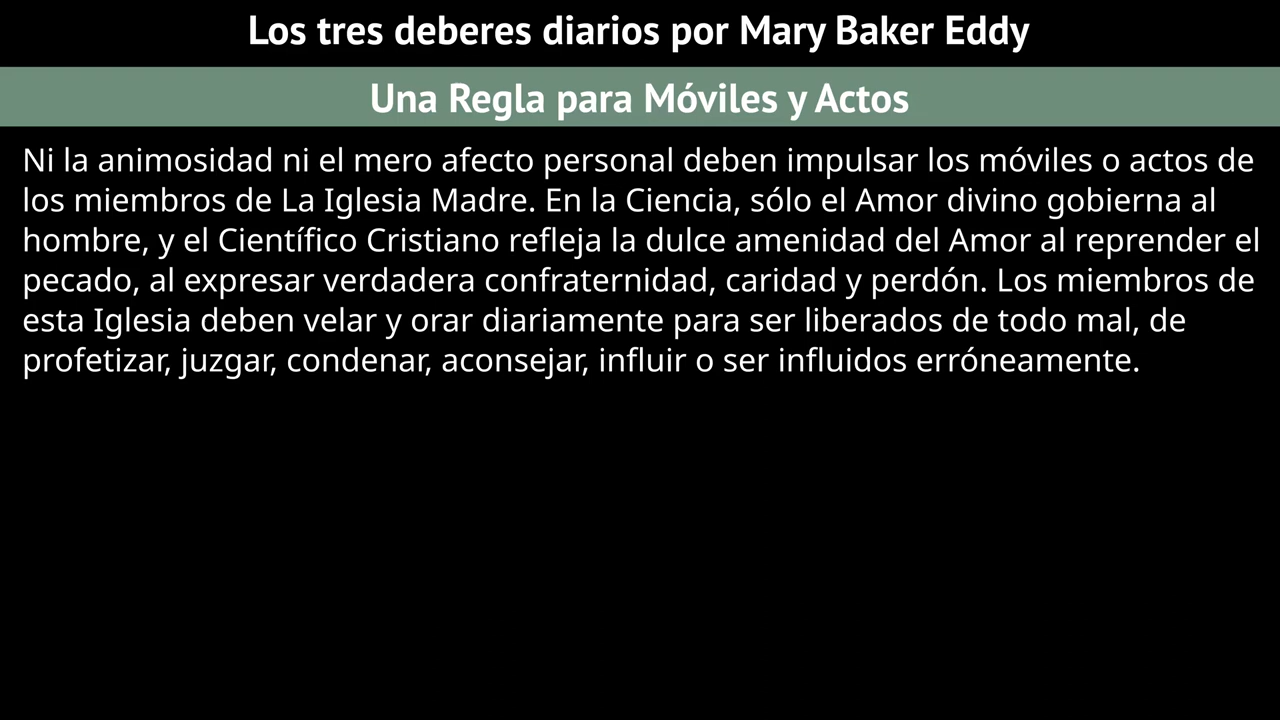 Los tres deberes diarios por Mary Baker Eddy
Una Regla para Móviles y Actos
Ni la animosidad ni el mero afecto personal deben impulsar los móviles o actos de
los miembros de La Iglesia Madre. En la Ciencia, sólo el Amor divino gobierna al
hombre, y el Científico Cristiano refleja la dulce amenidad del Amor al reprender el
pecado, al expresar verdadera confraternidad, caridad y perdón. Los miembros de
esta Iglesia deben velar y orar diariamente para ser liberados de todo mal, de
profetizar, juzgar, condenar, aconsejar, influir o ser influidos erróneamente.